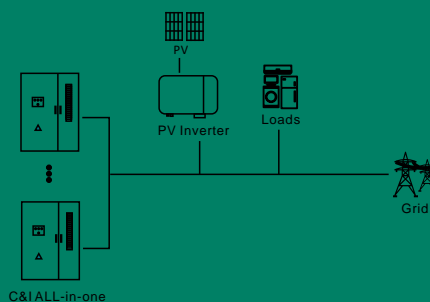 PV
PV Inverter
Loads
Grid
C&I ALL-in-one